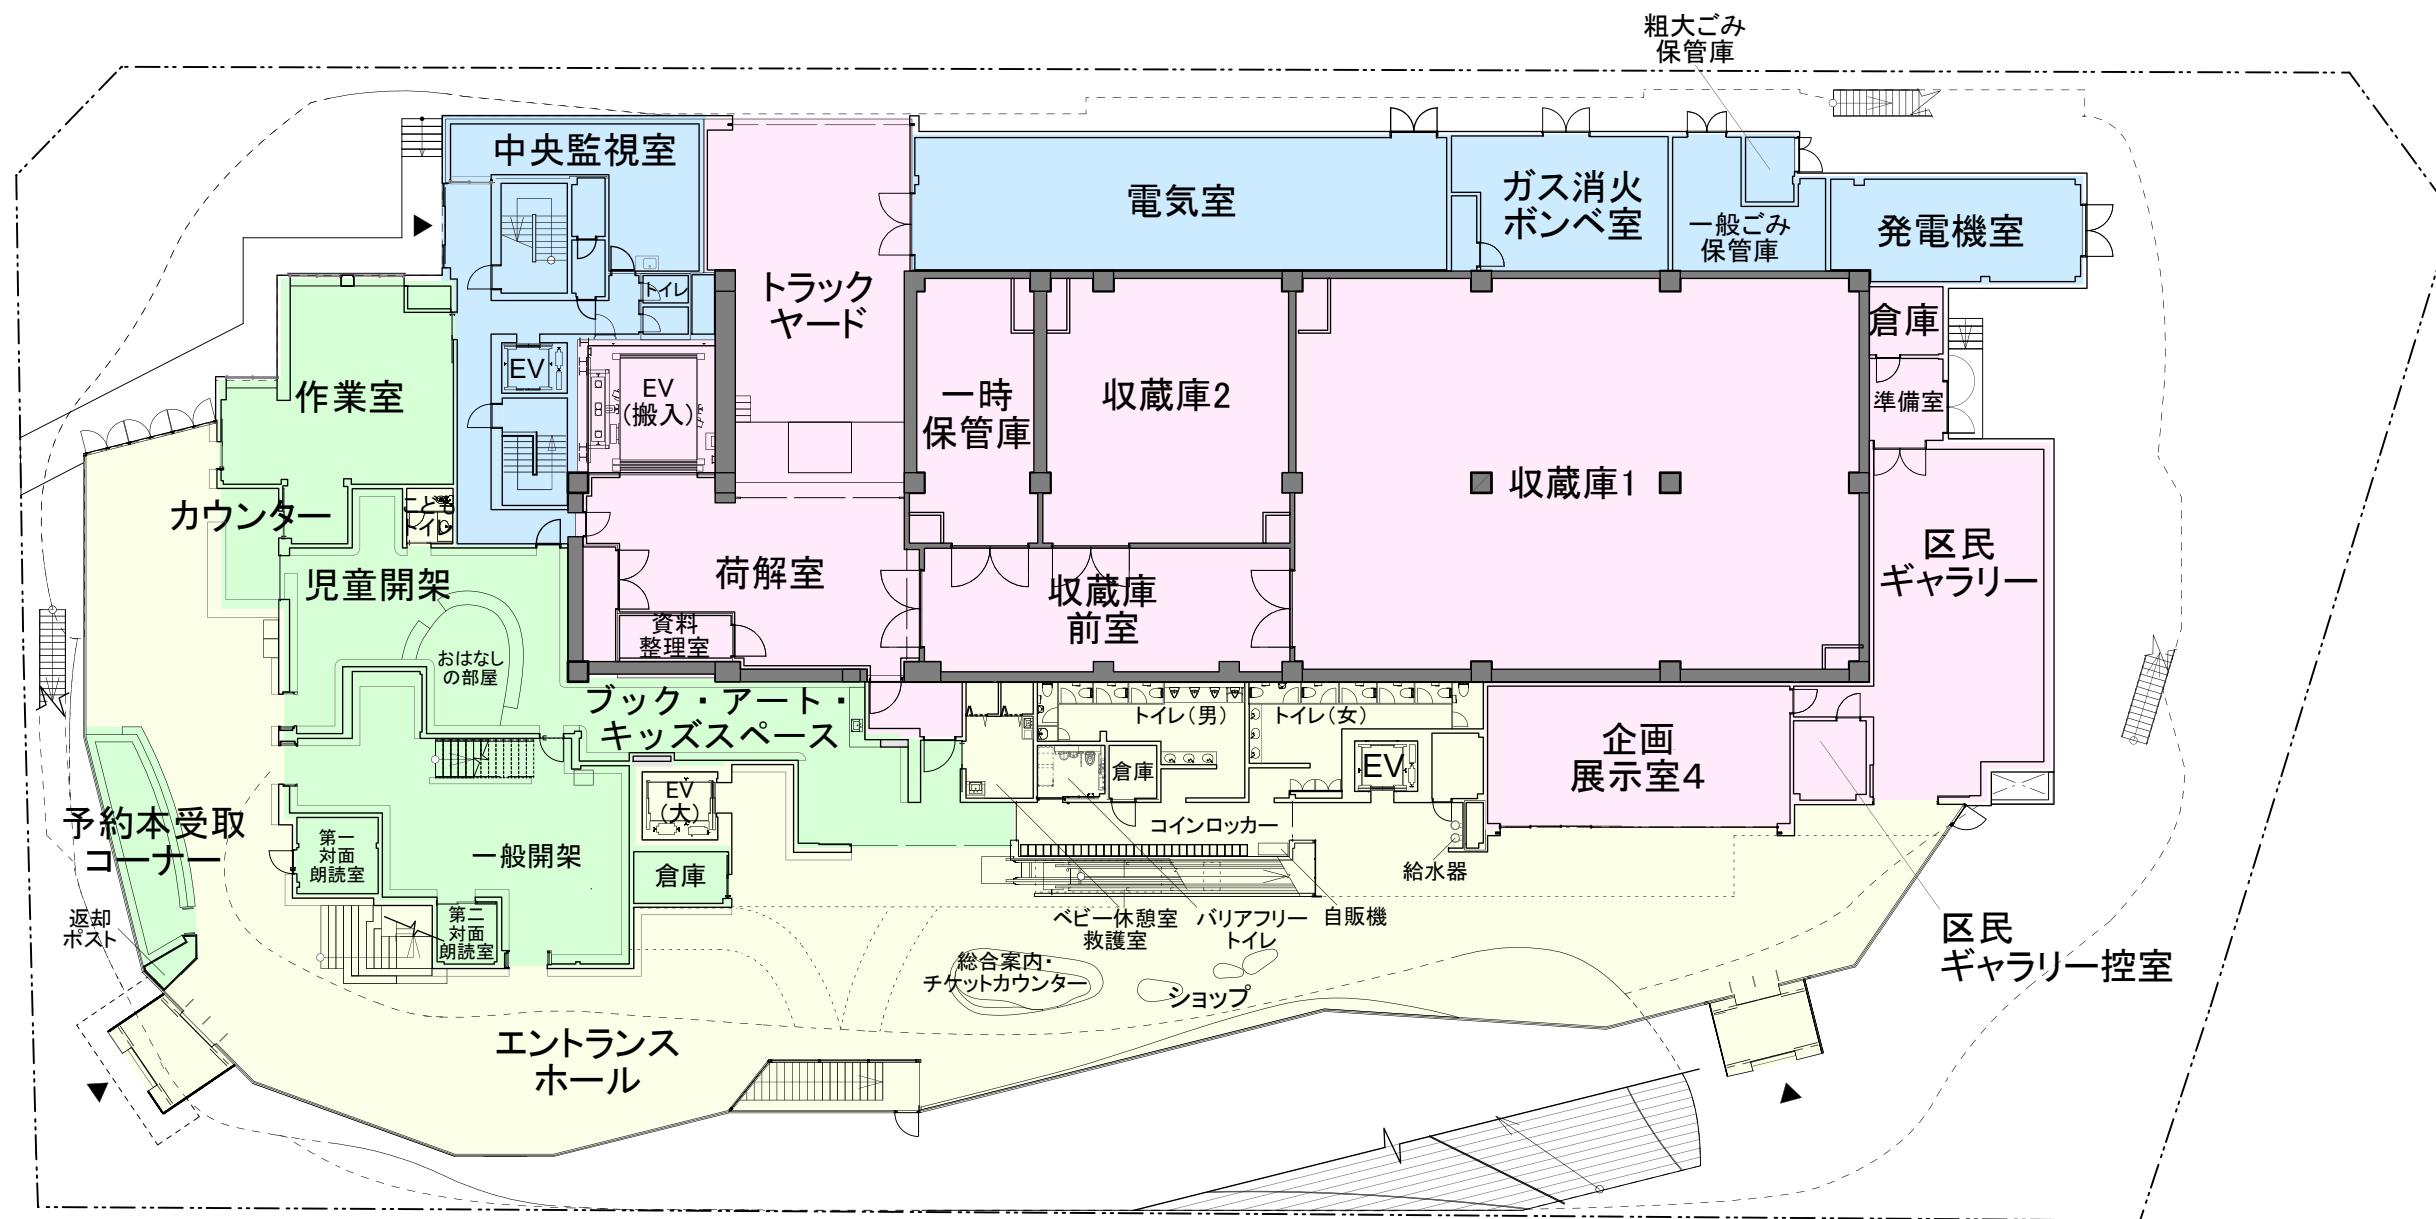 粗大ごみ
保管庫
中央監視室
電気室
ガス消火
ボンベ室
一般ごみ
保管庫
発電機室
トラック
ヤード
トイレ
倉庫
EV
EV
(搬入)
作業室
一時
保管庫
収蔵庫2
準備室
収蔵庫1
カウンター
こども
トイレ
児童開架
荷解室
収蔵庫
前室
区民
ギャラリー
資料
整理室
おはなし
の部屋
ブック・アート・
キッズスペース
トイレ(男)
トイレ(女)
企画
展示室4
倉庫
EV
EV
(大)
予約本受取
コーナー
第一
対面
朗読室
一般開架
倉庫
コインロッカー
給水器
返却
ポスト
第二
対面
朗読室
ベビー休憩室
救護室
バリアフリー
トイレ
自販機
区民
ギャラリー控室
総合案内・
チケットカウンター
ショップ
エントランス
ホール